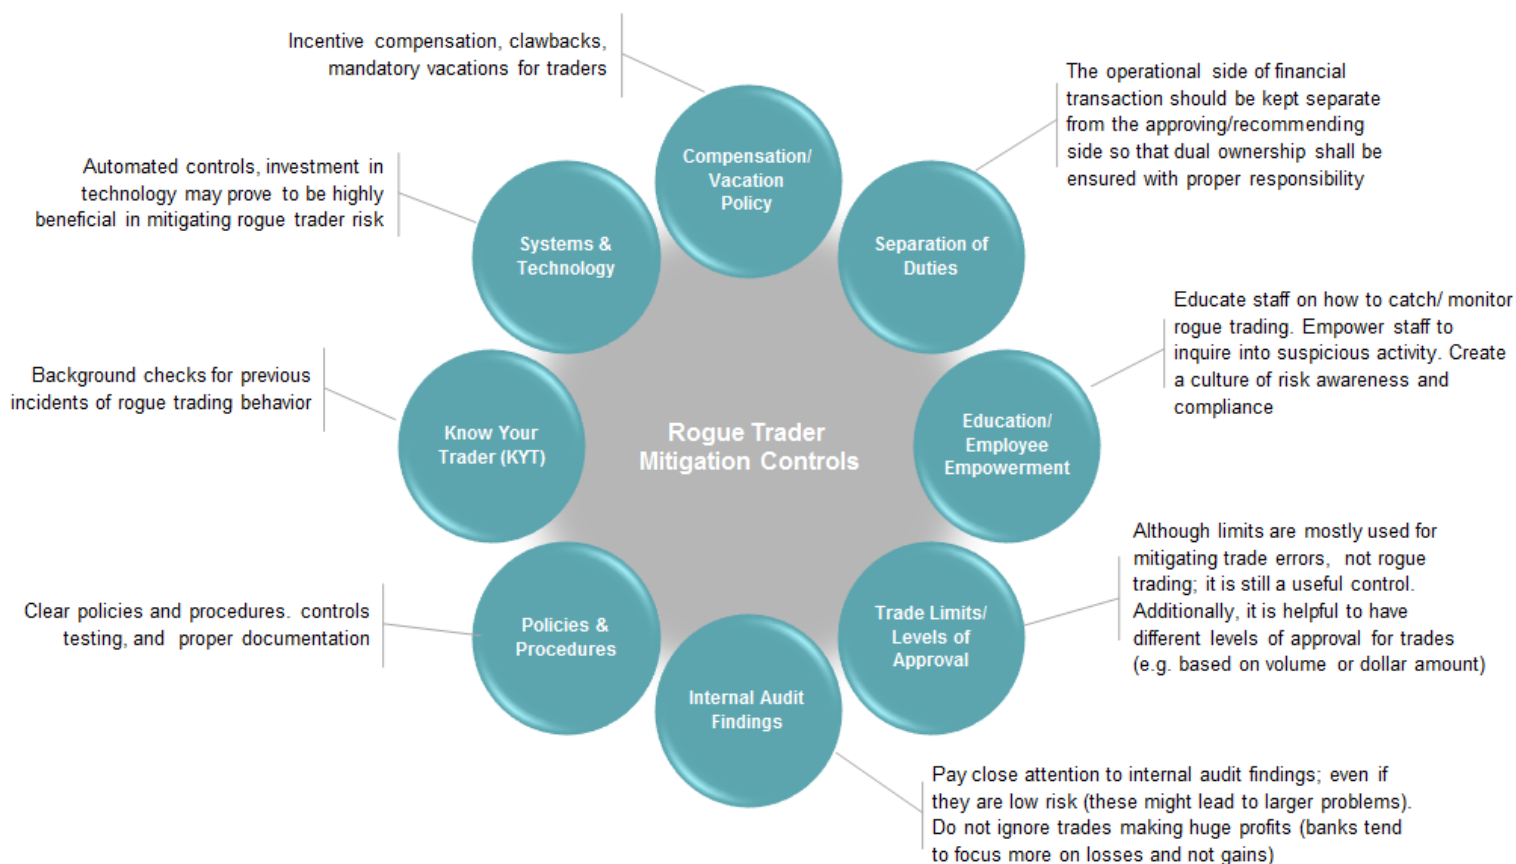 Incentive compensation, clawbacks,
mandatory vacations for traders
Compensation/
Vacation
Policy
The operational side of financial
transaction should be kept separate
from the approving/recommending
side so that dual ownership shall be
ensured with proper responsibility
Separation of
Duties
Educate staff on how to catch/ monitor
rogue trading. Empower staff to
inquire into suspicious activity. Create
a culture of risk awareness and
compliance
Education/
Employee
Empowerment
Although limits are mostly used for
mitigating trade errors, not rogue
trading; it is still a useful control.
Additionally, it is helpful to have
different levels of approval for trades
(e.g. based on volume or dollar amount)
Trade Limits/
Levels of
Approval
Pay close attention to internal audit findings; even if
they are low risk (these might lead to larger problems).
Do not ignore trades making huge profits (banks tend
to focus more on losses and not gains)
Internal Audit
Findings
Clear policies and procedures. controls
testing, and proper documentation
Policies &
Procedures
Background checks for previous
incidents of rogue trading behavior
Know Your
Trader (KYT)
Automated controls, investment in
technology may prove to be highly
beneficial in mitigating rogue trader risk
Systems &
Technology
Rogue Trader
Mitigation Controls